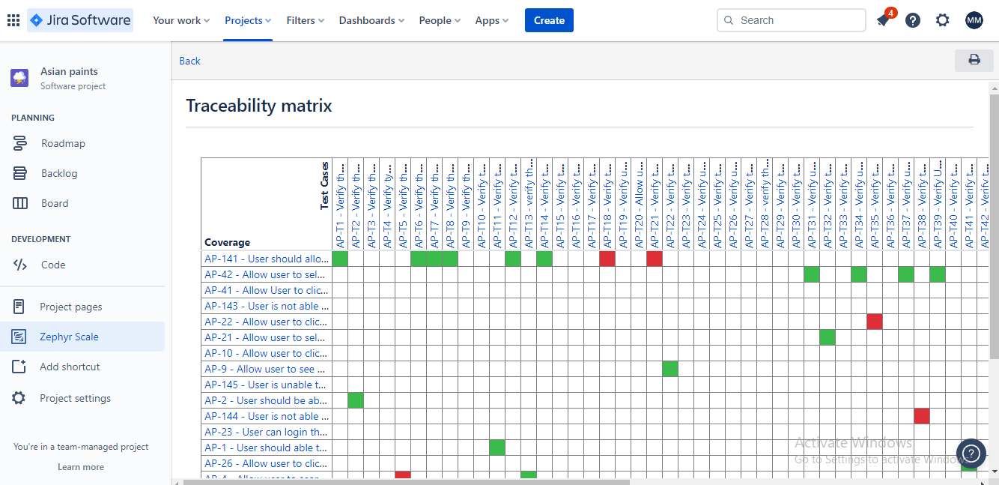 Jira Software
Your work
Projects
Filters
Dashboards
People
Apps
Create
Search
4
MM
Asian paints
Software project
PLANNING
Roadmap
Backlog
Board
DEVELOPMENT
Code
Project pages
Zephyr Scale
Add shortcut
Project settings
You're in a team-managed project
Learn more
Back
Traceability matrix
Test Cases
Coverage
AP-T1 - Verify th...
AP-T2 - Verify th...
AP-T3 - Verify th...
AP-T4 - Verify ty...
AP-T5 - Verify th...
AP-T6 - Verify th...
AP-T7 - Verify th...
AP-T8 - Verify th...
AP-T9 - Verify th...
AP-T10 - Verify t...
AP-T11 - Verify t...
AP-T12 - Verify t...
AP-T13 - verify th...
AP-T14 - Verify t...
AP-T15 - Verify t...
AP-T16 - Verify t...
AP-T17 - Verify t...
AP-T18 - Verify t...
AP-T19 - Verify u...
AP-T20 - Allow u...
AP-T21 - Verify t...
AP-T22 - Verify t...
AP-T23 - Verify t...
AP-T24 - Verify u...
AP-T25 - Verify t...
AP-T26 - Verify u...
AP-T27 - Verify t...
AP-T28 - verify th...
AP-T29 - Verify t...
AP-T30 - Verify t...
AP-T31 - Verify u...
AP-T32 - Verify t...
AP-T33 - Verify t...
AP-T34 - Verify u...
AP-T35 - Verify t...
AP-T36 - Verify t...
AP-T37 - Verify u...
AP-T38 - Verify t...
AP-T39 - Verify U...
AP-T40 - Verify t...
AP-T41 - Verify t...
AP-T42 - Verify t...
AP-141 - User should allo...
AP-42 - Allow user to sel...
AP-41 - Allow User to clic...
AP-143 - User is not able ...
AP-22 - Allow user to clic...
AP-21 - Allow user to sel...
AP-10 - Allow user to clic...
AP-9 - Allow user to see ...
AP-145 - User is unable t...
AP-2 - User should be ab...
AP-144 - User is not able ...
AP-23 - User can login th...
AP-1 - User should able t...
AP-26 - Allow user to clic...
AP-4 - Allow user to scan...
Activate Windows
Go to Settings to activate Windows.